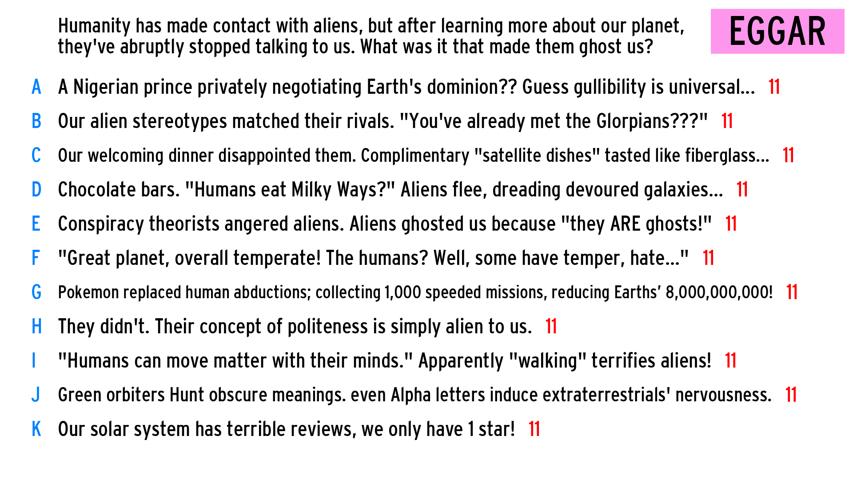 Humanity has made contact with aliens, but after learning more about our planet,
they've abruptly stopped talking to us. What was it that made them ghost us?
EGGAR
A A Nigerian prince privately negotiating Earth's dominion?? Guess gullibility is universal... 11
B Our alien stereotypes matched their rivals. "You've already met the Glorpians???" 11
C Our welcoming dinner disappointed them. Complimentary "satellite dishes" tasted like fiberglass... 11
D Chocolate bars. "Humans eat Milky Ways?" Aliens flee, dreading devoured galaxies... 11
E Conspiracy theorists angered aliens. Aliens ghosted us because "they ARE ghosts!" 11
F "Great planet, overall temperate! The humans? Well, some have temper, hate..." 11
G Pokemon replaced human abductions; collecting 1,000 speeded missions, reducing Earths' 8,000,000,000! 11
H They didn't. Their concept of politeness is simply alien to us. 11
I "Humans can move matter with their minds." Apparently "walking" terrifies aliens! 11
J Green orbiters Hunt obscure meanings. even Alpha letters induce extraterrestrials' nervousness. 11
K Our solar system has terrible reviews, we only have 1 star! 11